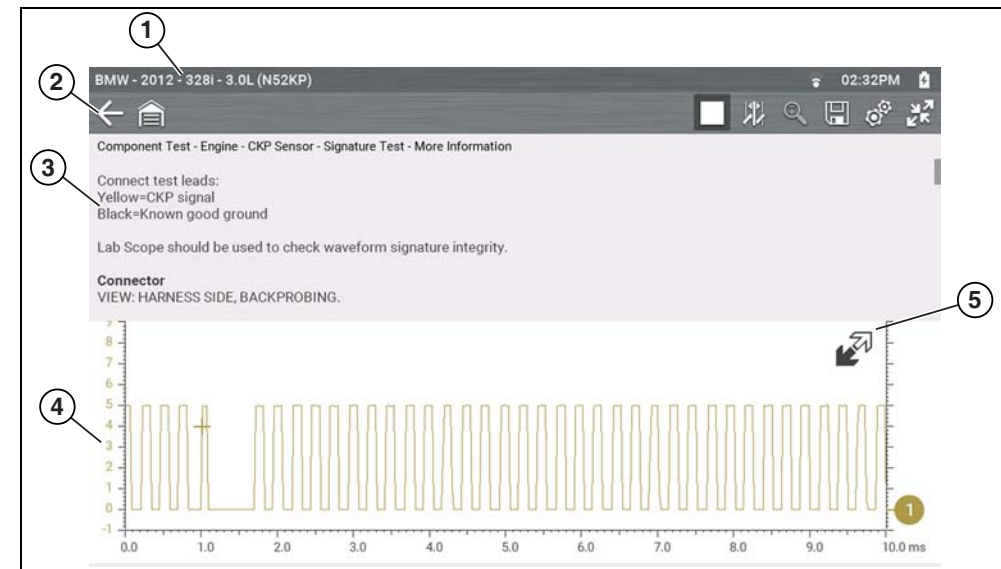 1
BMW - 2012 - 328i - 3.0L (N52KP)
02:32PM
2
Component Test - Engine - CKP Sensor - Signature Test - More Information
3
Connect test leads:
Yellow=CKP signal
Black=Known good ground
Lab Scope should be used to check waveform signature integrity.
Connector
VIEW: HARNESS SIDE, BACKPROBING.
5
9
8
7
6
5
4
4
3
2
1
0
1
-1
0.0 1.0 2.0 3.0 4.0 5.0 6.0 7.0 8.0 9.0 10.0 ms